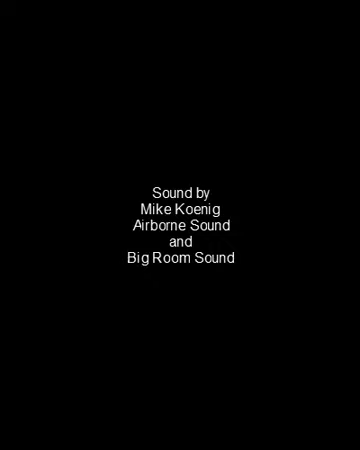 Sound by
Mike Koenig
Airborne Sound
and
Big Room Sound